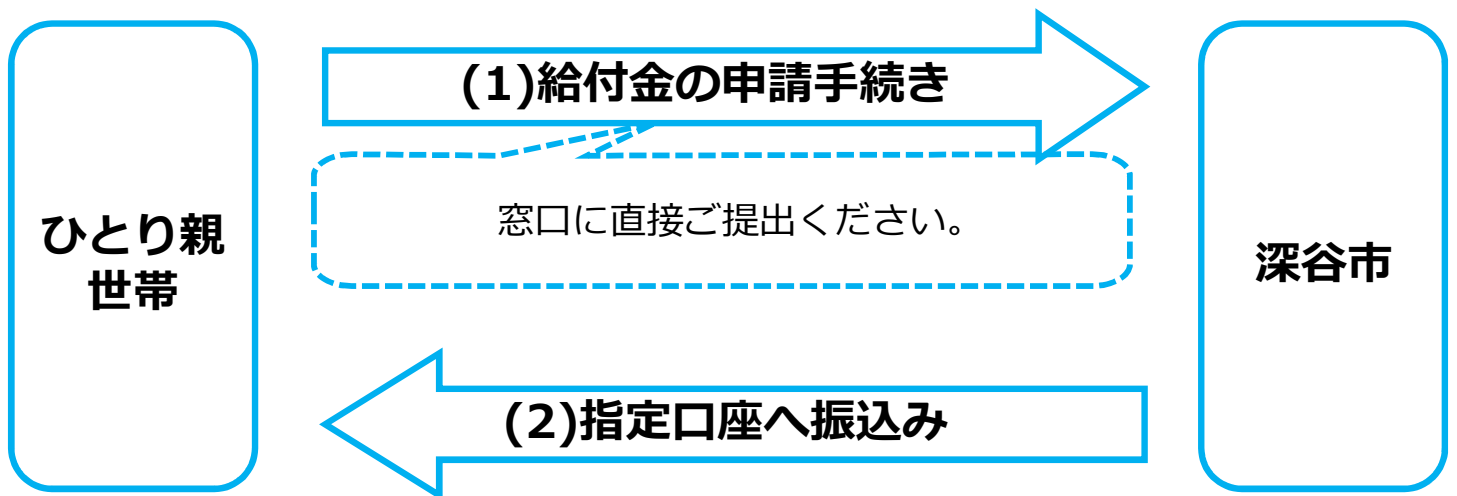 (1)給付金の申請手続き
窓口に直接ご提出ください。
ひとり親
世帯
深谷市
(2)指定口座へ振込み